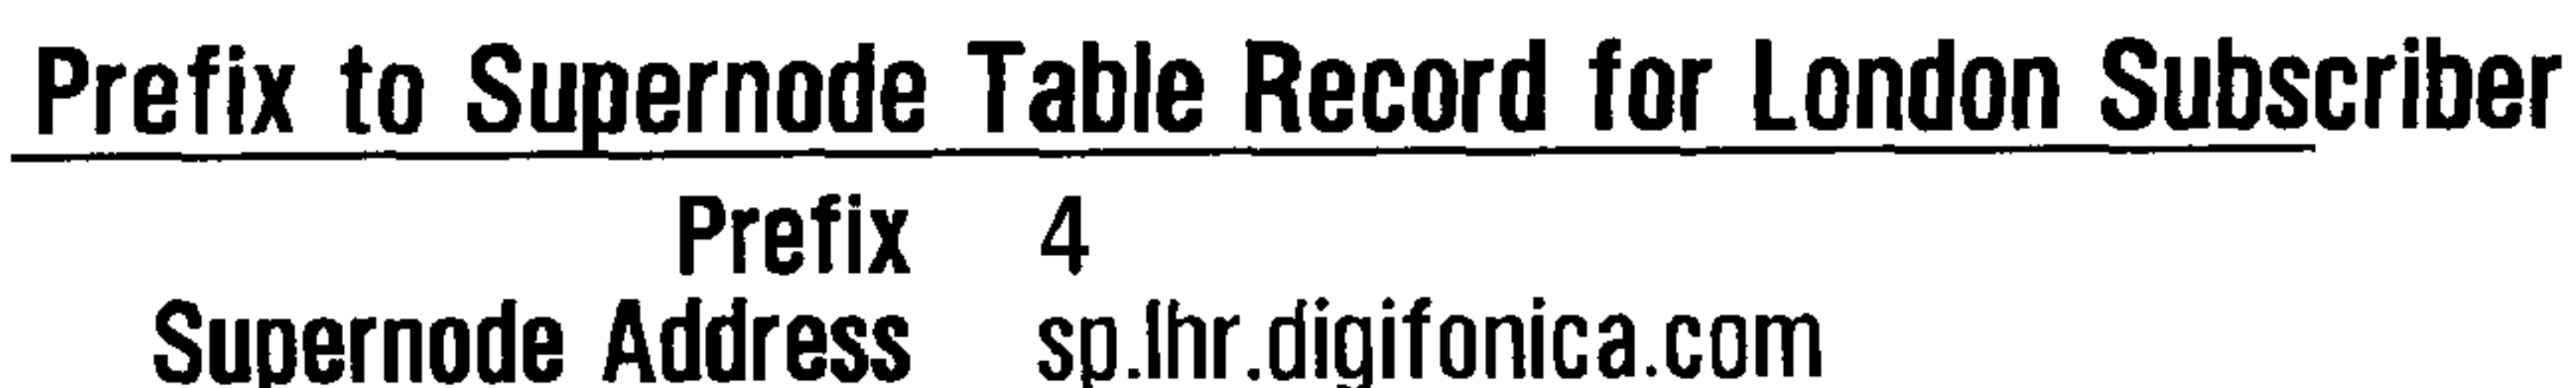 Prefix to Supernode Table Record for London Subscriber
Prefix 4
Supernode Address sp.lhr.digifonica.com